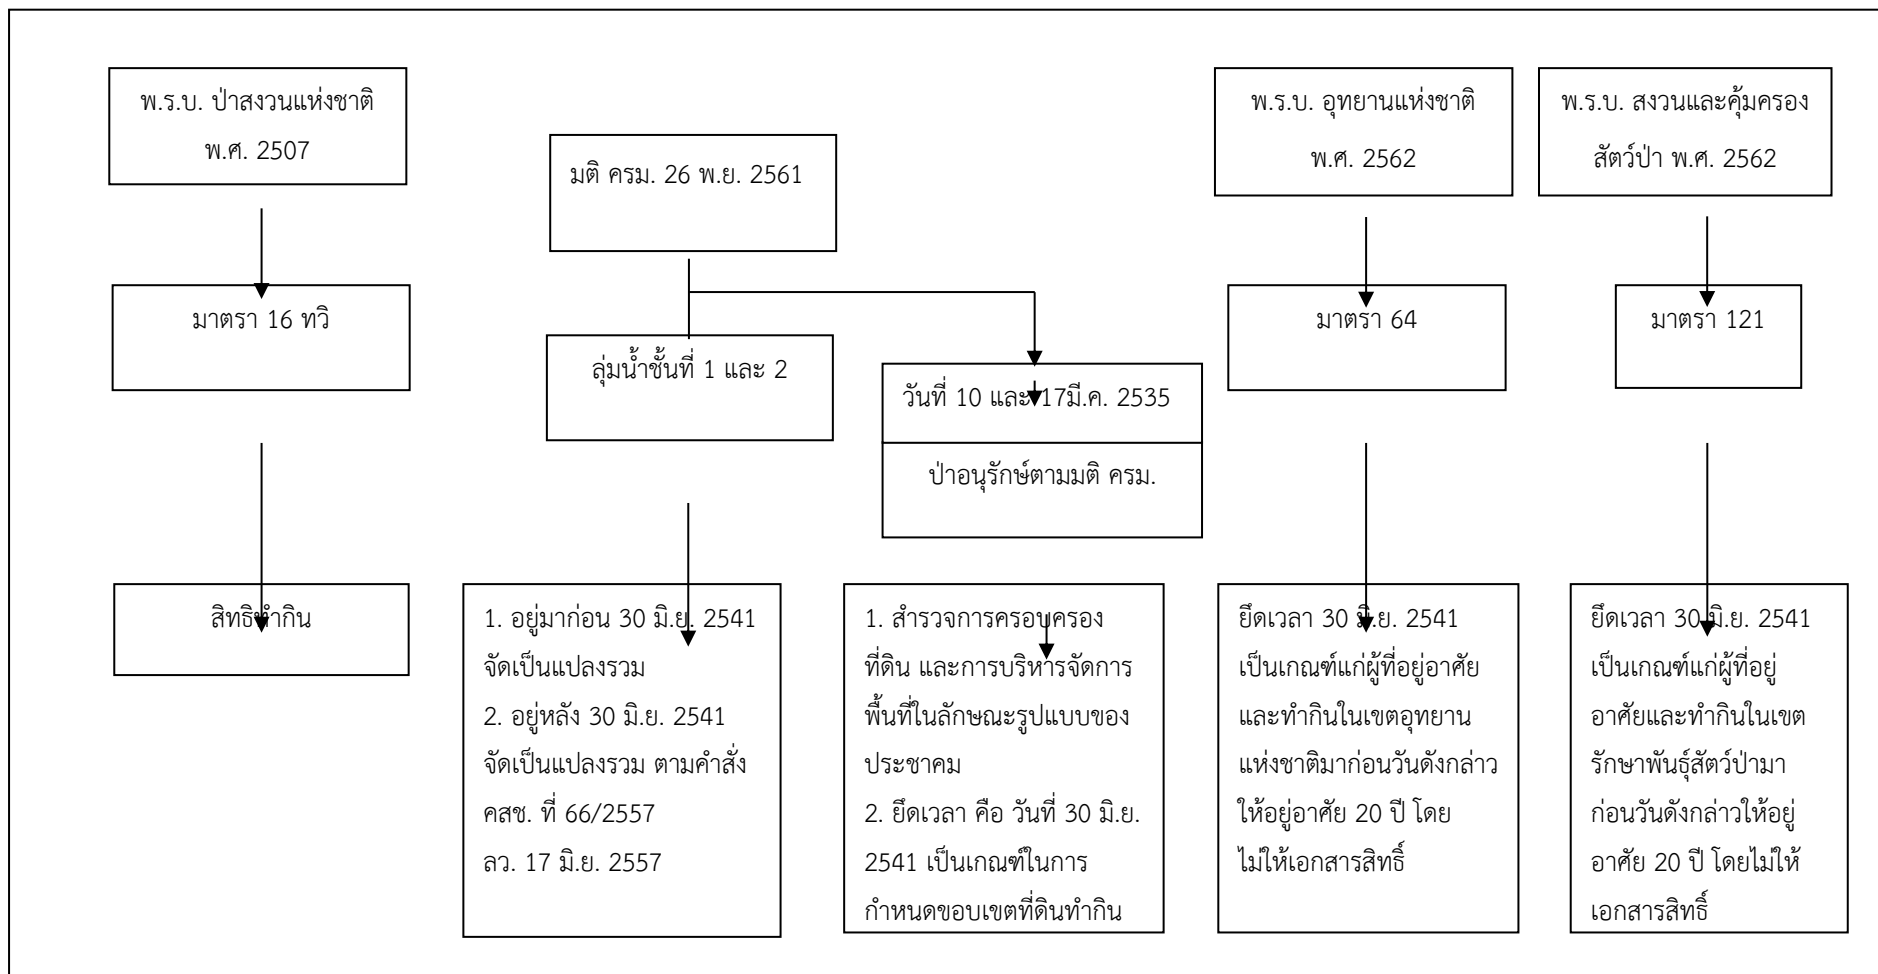 พ.ร.บ. ป่าสงวนแห่งชาติ
พ.ศ. 2507
มาตรา 16 ทวิ
สิทธิทำกิน
มติ ครม. 26 พ.ย. 2561
ลุ่มน้ำชั้นที่ 1 และ 2
1. อยู่มาก่อน 30 มิ.ย. 2541
จัดเป็นแปลงรวม
2. อยู่หลัง 30 มิ.ย. 2541
จัดเป็นแปลงรวม ตามคำสั่ง
คสช. ที่ 66/2557
ลว. 17 มิ.ย. 2557
วันที่ 10 และ 17มี.ค. 2535
ป่าอนุรักษ์ตามมติ ครม.
1. สำรวจการครอบครอง
ที่ดิน และการบริหารจัดการ
พื้นที่ในลักษณะรูปแบบของ
ประชาคม
2. ยึดเวลา คือ วันที่ 30 มิ.ย.
2541 เป็นเกณฑ์ในการ
กำหนดขอบเขตที่ดินทำกิน
พ.ร.บ. อุทยานแห่งชาติ
พ.ศ. 2562
มาตรา 64
ยึดเวลา 30 มิ.ย. 2541
เป็นเกณฑ์แก่ผู้ที่อยู่อาศัย
และทำกินในเขตอุทยาน
แห่งชาติมาก่อนวันดังกล่าว
ให้อยู่อาศัย 20 ปี โดย
ไม่ให้เอกสารสิทธิ์
พ.ร.บ. สงวนและคุ้มครอง
สัตว์ป่า พ.ศ. 2562
มาตรา 121
ยึดเวลา 30 มิ.ย. 2541
เป็นเกณฑ์แก่ผู้ที่อยู่
อาศัยและทำกินในเขต
รักษาพันธุ์สัตว์ป่ามา
ก่อนวันดังกล่าวให้อยู่
อาศัย 20 ปี โดยไม่ให้
เอกสารสิทธิ์